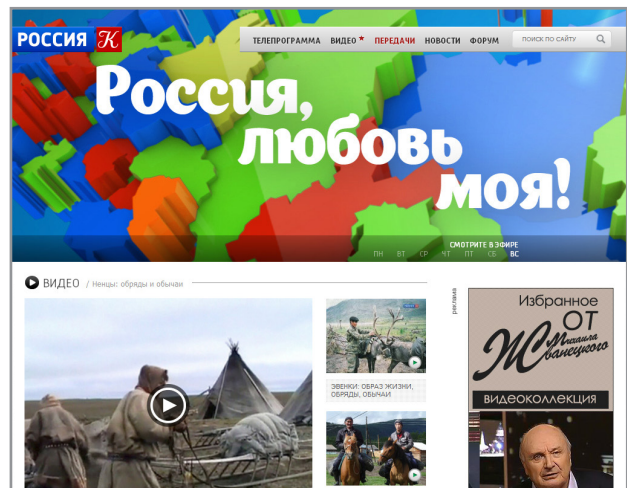 РОССИЯ К
ТЕЛЕПРОГРАММА ВИДЕО ПЕРЕДАЧИ НОВОСТИ ФОРУМ ПОИСК ПО САЙТУ
Россия,
любовь
моя!
СМОТРИТЕ В ЭФИРЕ
ПН ВТ СР ЧТ ПТ СБ ВС
ВИДЕО / Ненцы: обряды и обычаи
ЭВЕНКИ: ОБРАЗ ЖИЗНИ,
ОБРЯДЫ, ОБЫЧАИ
реклама
Избранное
ОТ
Михаила
Жванецкого
ВИДЕОКОЛЛЕКЦИЯ